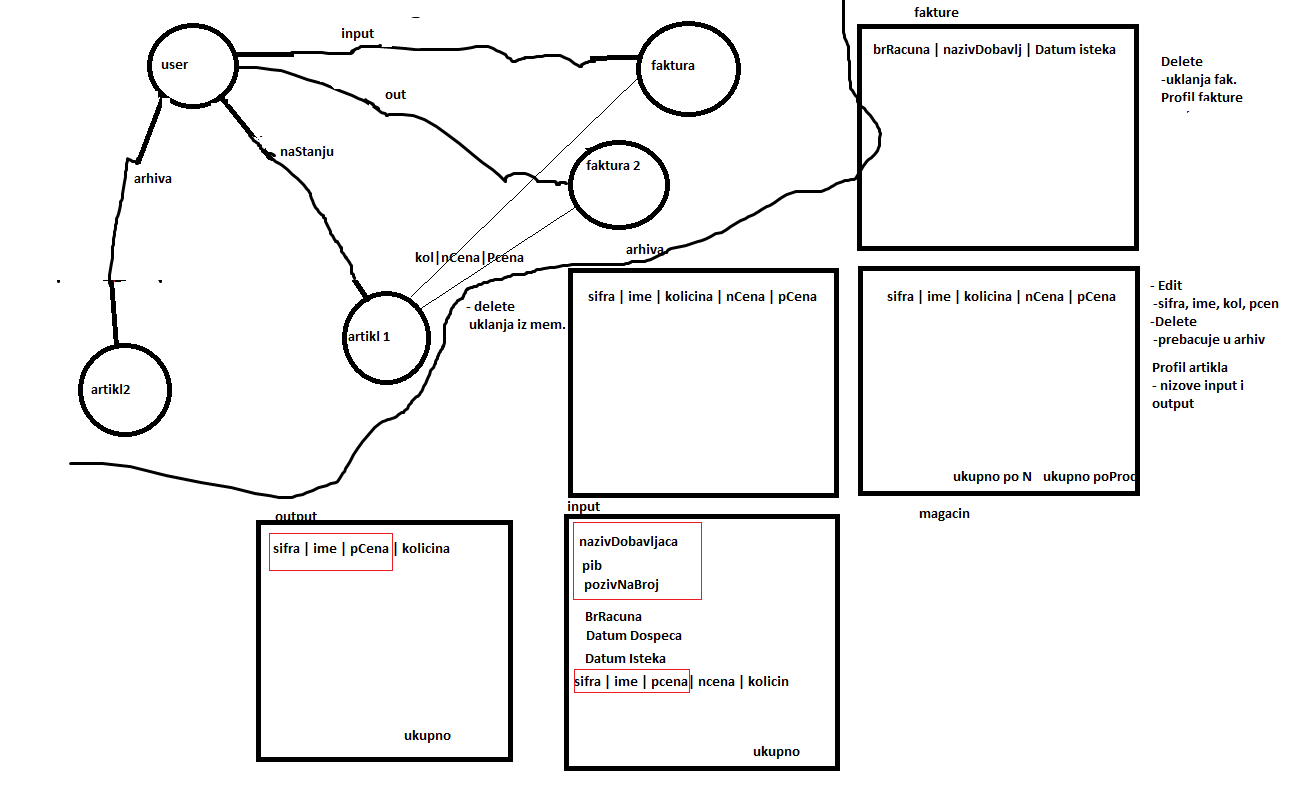 fakture
input
user
faktura
brRacuna | nazivDobavlj | Datum isteka
Delete
-uklanja fak.
Profil fakture
out
naStanju
faktura 2
arhiva
kol|nCena|Pcena
arhiva
- delete
uklanja iz mem.
artikl 1
artikl2
sifra | ime | kolicina | nCena | pCena
sifra | ime | kolicina | nCena | pCena
ukupno po N ukupno poProd
magacin
- Edit
-sifra, ime, kol, pcen
-Delete
-prebacuje u arhiv
Profil artikla
- nizove input i
output
output
sifra | ime | pCena | kolicina
ukupno
input
nazivDobavljaca
pib
pozivNaBroj
BrRacuna
Datum Dospeca
Datum Isteka
sifra | ime | pcena| ncena | kolicin
ukupno